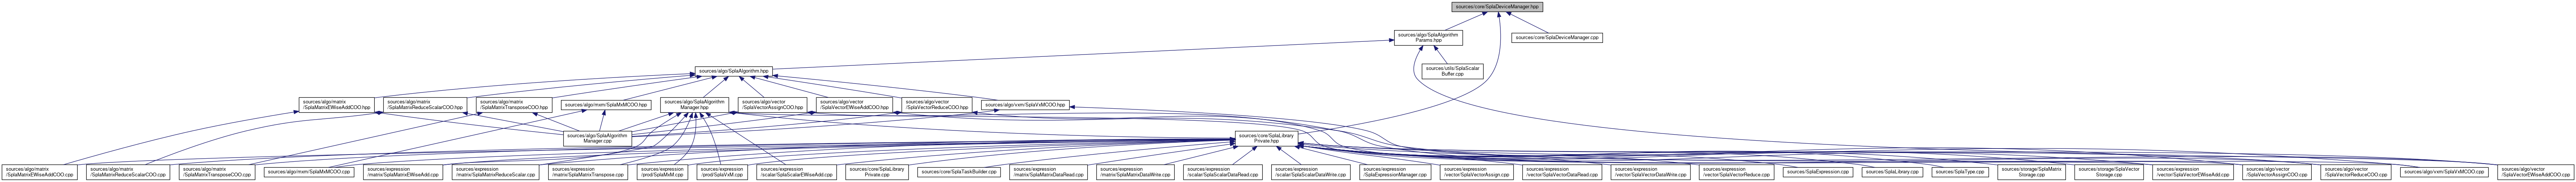 sources/core/SplaDeviceManager.hpp
sources/algo/SplaAlgorithm
Params.hpp
sources/core/SplaDeviceManager.cpp
sources/algo/SplaAlgorithm.hpp
sources/utils/SplaScalar
Buffer.cpp
sources/algo/matrix
/SplaMatrixEWiseAddCOO.hpp
sources/algo/matrix
/SplaMatrixReduceScalarCOO.hpp
sources/algo/matrix
/SplaMatrixTransposeCOO.hpp
sources/algo/mxm/SplaMxMCOO.hpp
sources/algo/SplaAlgorithm
Manager.hpp
sources/algo/vector
/SplaVectorAssignCOO.hpp
sources/algo/vector
/SplaVectorEWiseAddCOO.hpp
sources/algo/vector
/SplaVectorReduceCOO.hpp
sources/algo/vxm/SplaVxMCOO.hpp
sources/algo/SplaAlgorithm
Manager.cpp
sources/core/SplaLibrary
Private.hpp
sources/algo/matrix
/SplaMatrixEWiseAddCOO.cpp
sources/algo/matrix
/SplaMatrixReduceScalarCOO.cpp
sources/algo/matrix
/SplaMatrixTransposeCOO.cpp
sources/algo/mxm/SplaMxMCOO.cpp
sources/expression
/matrix/SplaMatrixEWiseAdd.cpp
sources/expression
/matrix/SplaMatrixReduceScalar.cpp
sources/expression
/matrix/SplaMatrixTranspose.cpp
sources/expression
/prod/SplaMxM.cpp
sources/expression
/prod/SplaVxM.cpp
sources/expression
/scalar/SplaScalarEWiseAdd.cpp
sources/core/SplaLibrary
Private.cpp
sources/core/SplaTaskBuilder.cpp
sources/expression
/matrix/SplaMatrixDataRead.cpp
sources/expression
/matrix/SplaMatrixDataWrite.cpp
sources/expression
/scalar/SplaScalarDataRead.cpp
sources/expression
/scalar/SplaScalarDataWrite.cpp
sources/expression
/SplaExpressionManager.cpp
sources/expression
/vector/SplaVectorAssign.cpp
sources/expression
/vector/SplaVectorDataRead.cpp
sources/expression
/vector/SplaVectorDataWrite.cpp
sources/expression
/vector/SplaVectorReduce.cpp
sources/SplaExpression.cpp
sources/SplaLibrary.cpp
sources/SplaType.cpp
sources/storage/SplaMatrix
Storage.cpp
sources/storage/SplaVector
Storage.cpp
sources/expression
/vector/SplaVectorEWiseAdd.cpp
sources/algo/vector
/SplaVectorAssignCOO.cpp
sources/algo/vector
/SplaVectorReduceCOO.cpp
sources/algo/vxm/SplaVxMCOO.cpp
sources/algo/vector
/SplaVectorEWiseAddCOO.cpp